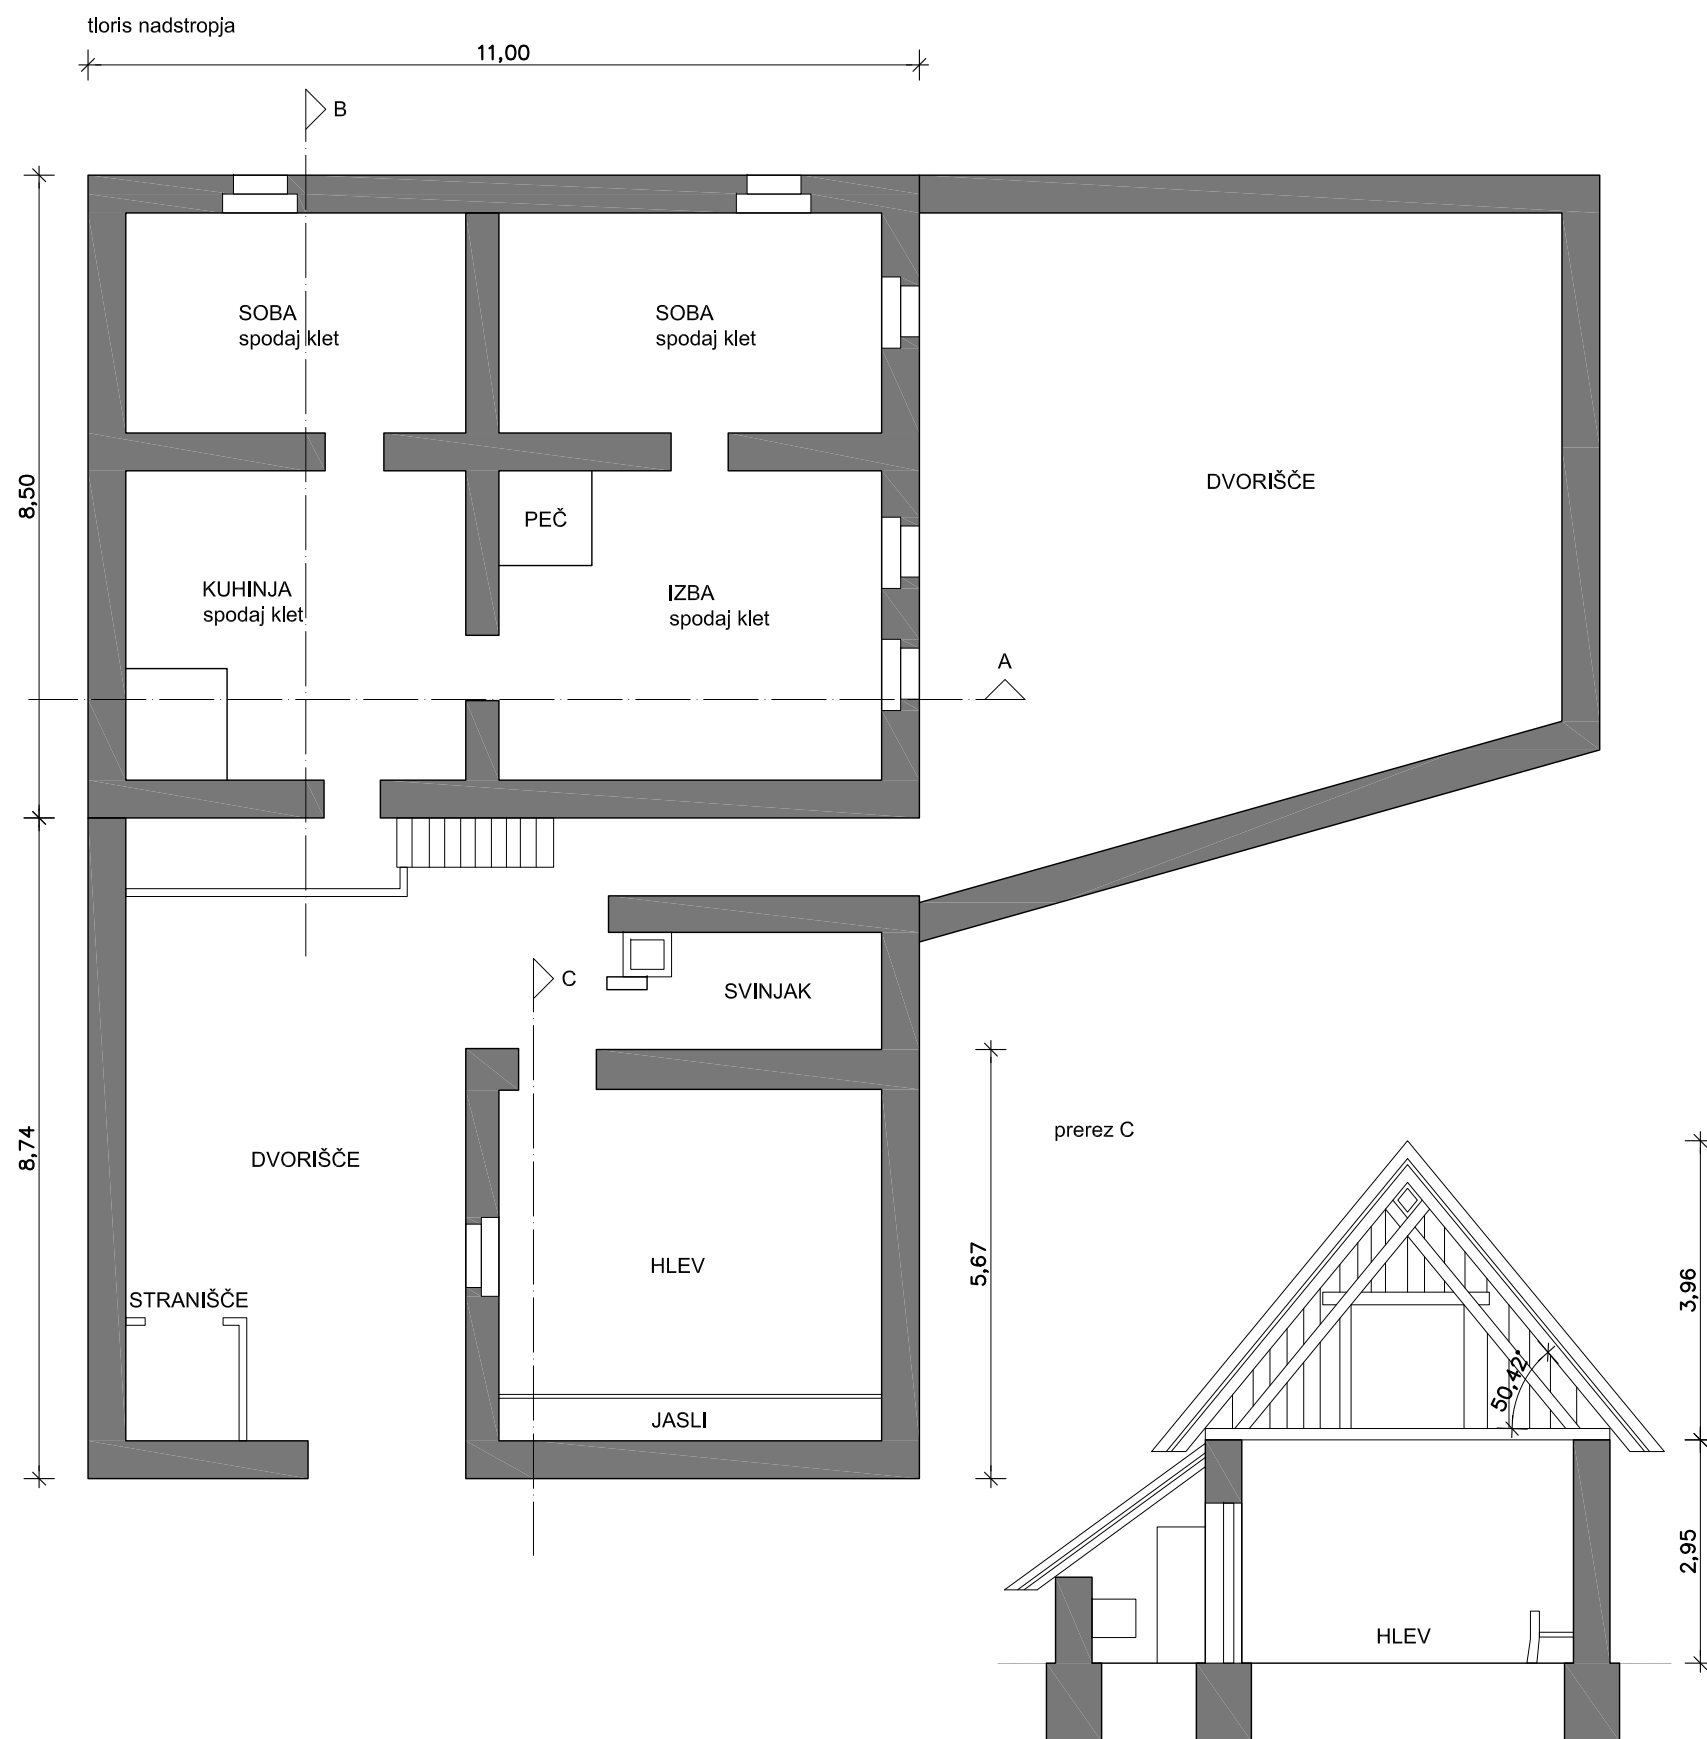 tloris nadstropja
11,00
B
SOBA
spodaj klet
SOBA
spodaj klet
8,50
DVORIŠČE
PEČ
KUHINJA
spodaj klet
IZBA
spodaj klet
A
C
SVINJAK
8,74
DVORIŠČE
prerez C
5,67
HLEV
STRANIŠČE
JASLI
3,96
50,42°
2,95
HLEV